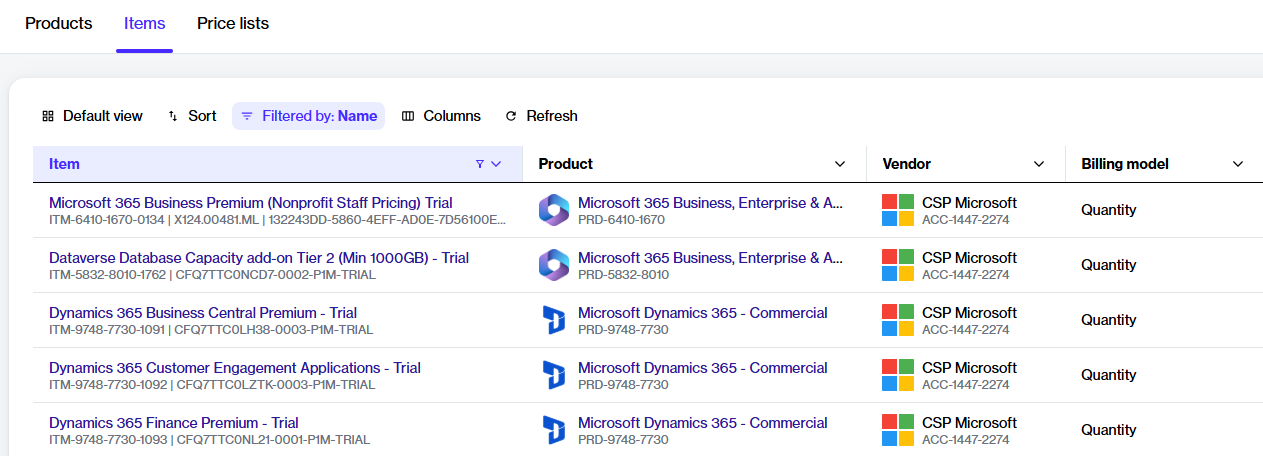 Products Items Price lists
Default view Sort Filtered by: Name Columns Refresh
Item Product Vendor Billing model
Microsoft 365 Business Premium (Nonprofit Staff Pricing) Trial Microsoft 365 Business, Enterprise & A... CSP Microsoft Quantity
ITM-6410-1670-0134 | X124.00481.ML | 132243DD-5860-4EFF-AD0E-7D56100E... PRD-6410-1670 ACC-1447-2274
Dataverse Database Capacity add-on Tier 2 (Min 1000GB) - Trial Microsoft 365 Business, Enterprise & A... CSP Microsoft Quantity
ITM-5832-8010-1762 | CFQ7TTC0NCD7-0002-P1M-TRIAL PRD-5832-8010 ACC-1447-2274
Dynamics 365 Business Central Premium - Trial Microsoft Dynamics 365 - Commercial CSP Microsoft Quantity
ITM-9748-7730-1091 | CFQ7TTC0LH38-0003-P1M-TRIAL PRD-9748-7730 ACC-1447-2274
Dynamics 365 Customer Engagement Applications - Trial Microsoft Dynamics 365 - Commercial CSP Microsoft Quantity
ITM-9748-7730-1092 | CFQ7TTC0LZTK-0003-P1M-TRIAL PRD-9748-7730 ACC-1447-2274
Dynamics 365 Finance Premium - Trial Microsoft Dynamics 365 - Commercial CSP Microsoft Quantity
ITM-9748-7730-1093 | CFQ7TTC0NL21-0001-P1M-TRIAL PRD-9748-7730 ACC-1447-2274